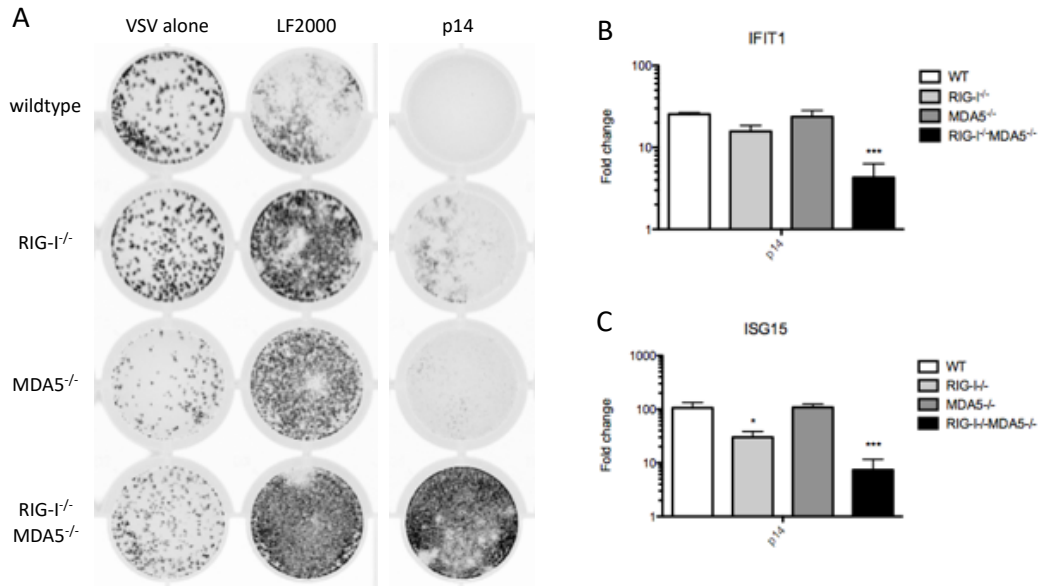 A
VSV alone LF2000 p14
wildtype
RIG-I-/-
MDA5-/-
RIG-I-/-
MDA5-/-
B
IFIT1
Fold change
100
10
1
p14
***
WT
RIG-I-/-
MDA5-/-
RIG-I-/-MDA5-/-
C
ISG15
Fold change
1000
100
10
1
p14
*
***
WT
RIG-I-/-
MDA5-/-
RIG-I-/-MDA5-/-